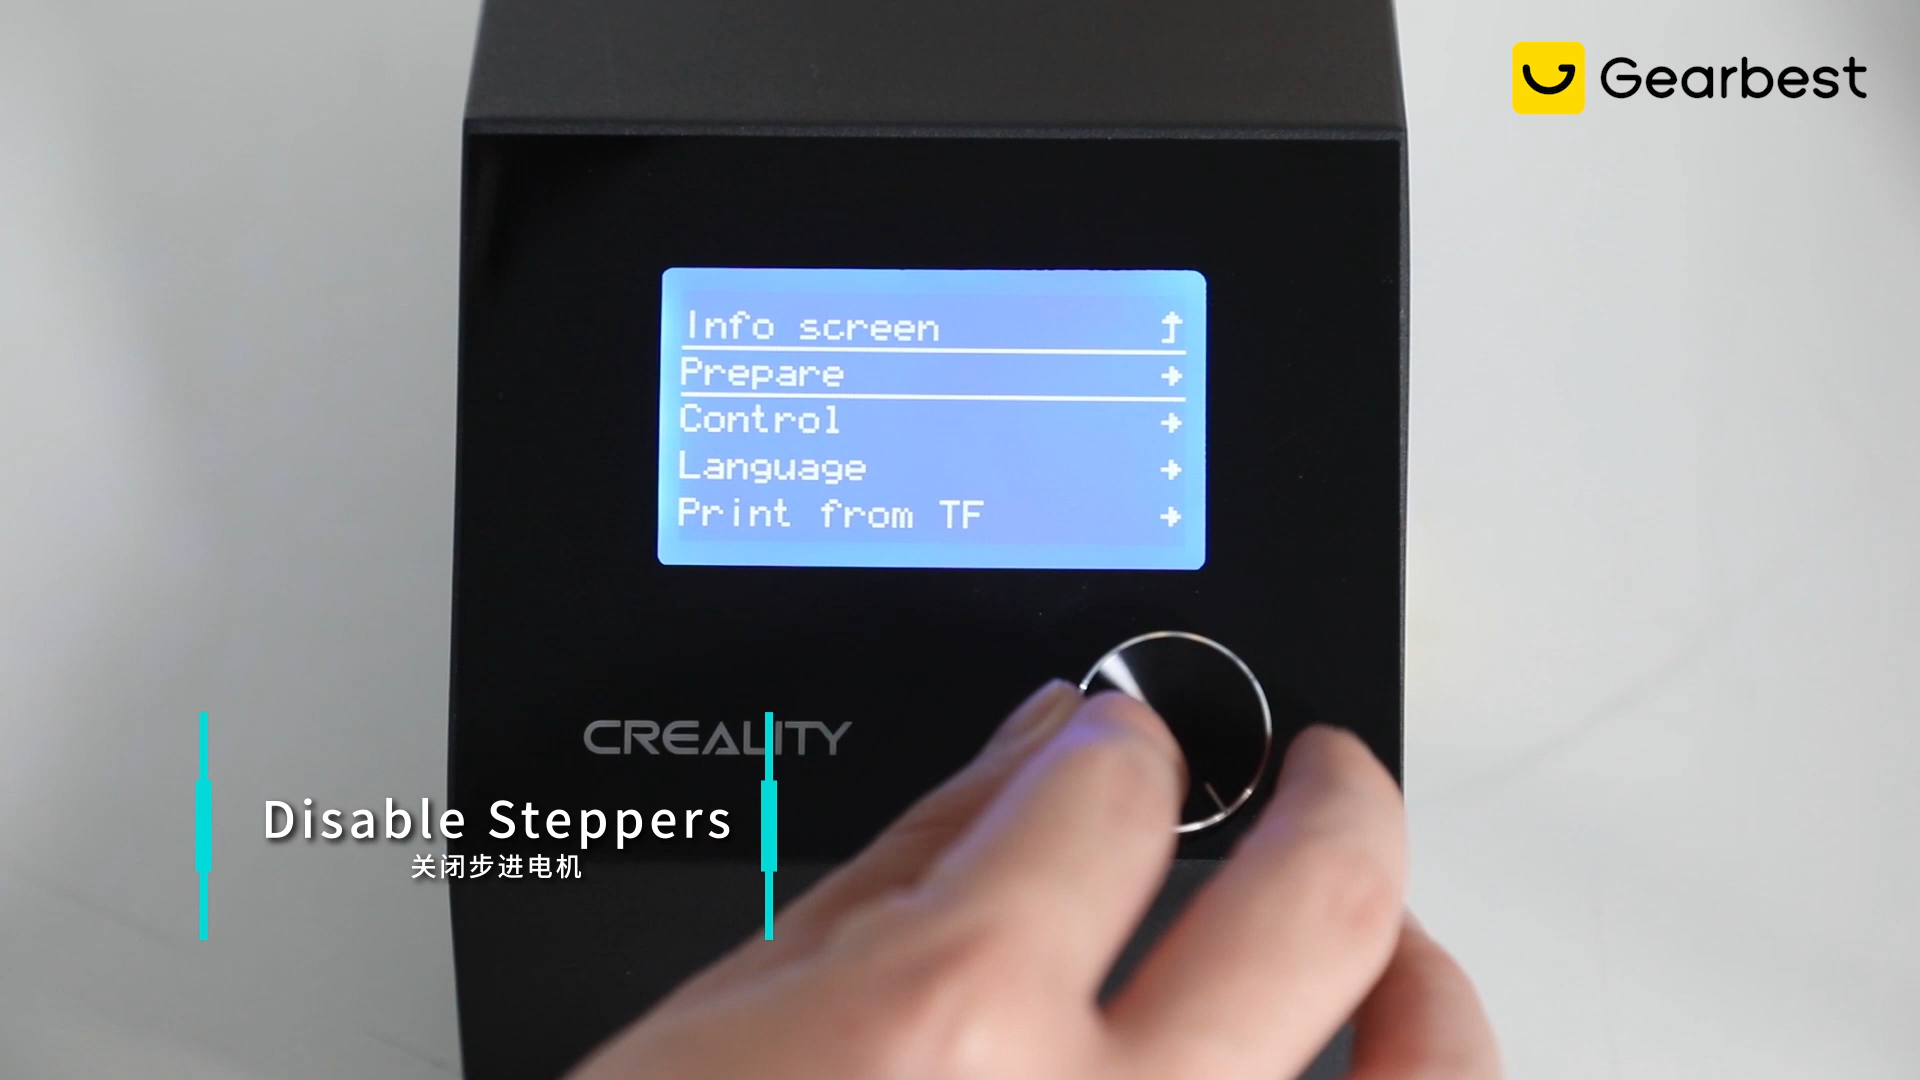 Gearbest
Info screen
Prepare
Control
Language
Print from TF
CREALITY
Disable Steppers
关闭步进电机